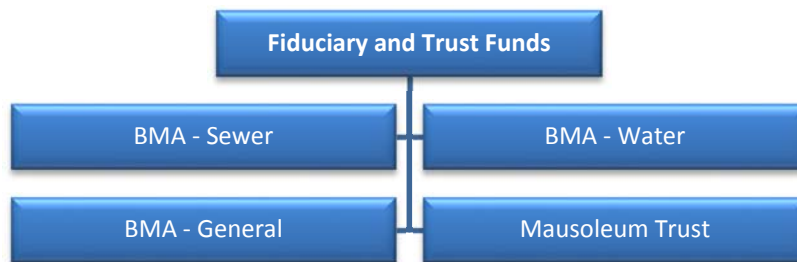 Fiduciary and Trust Funds
BMA - Sewer
BMA - Water
BMA - General
Mausoleum Trust